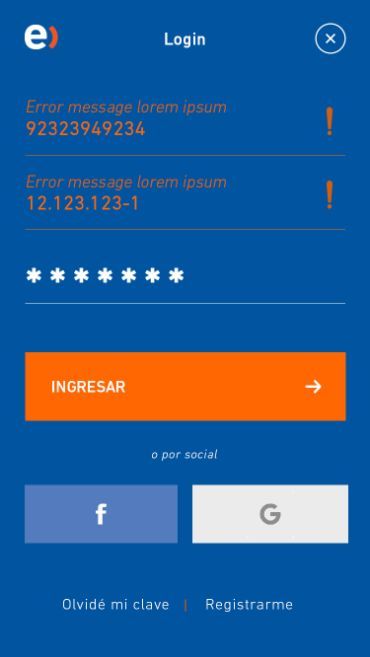 e)
Login
Error message lorem ipsum
92323949234
Error message lorem ipsum
12.123.123-1
*******
INGRESAR
o por social
f
G
Olvidé mi clave | Registrarme